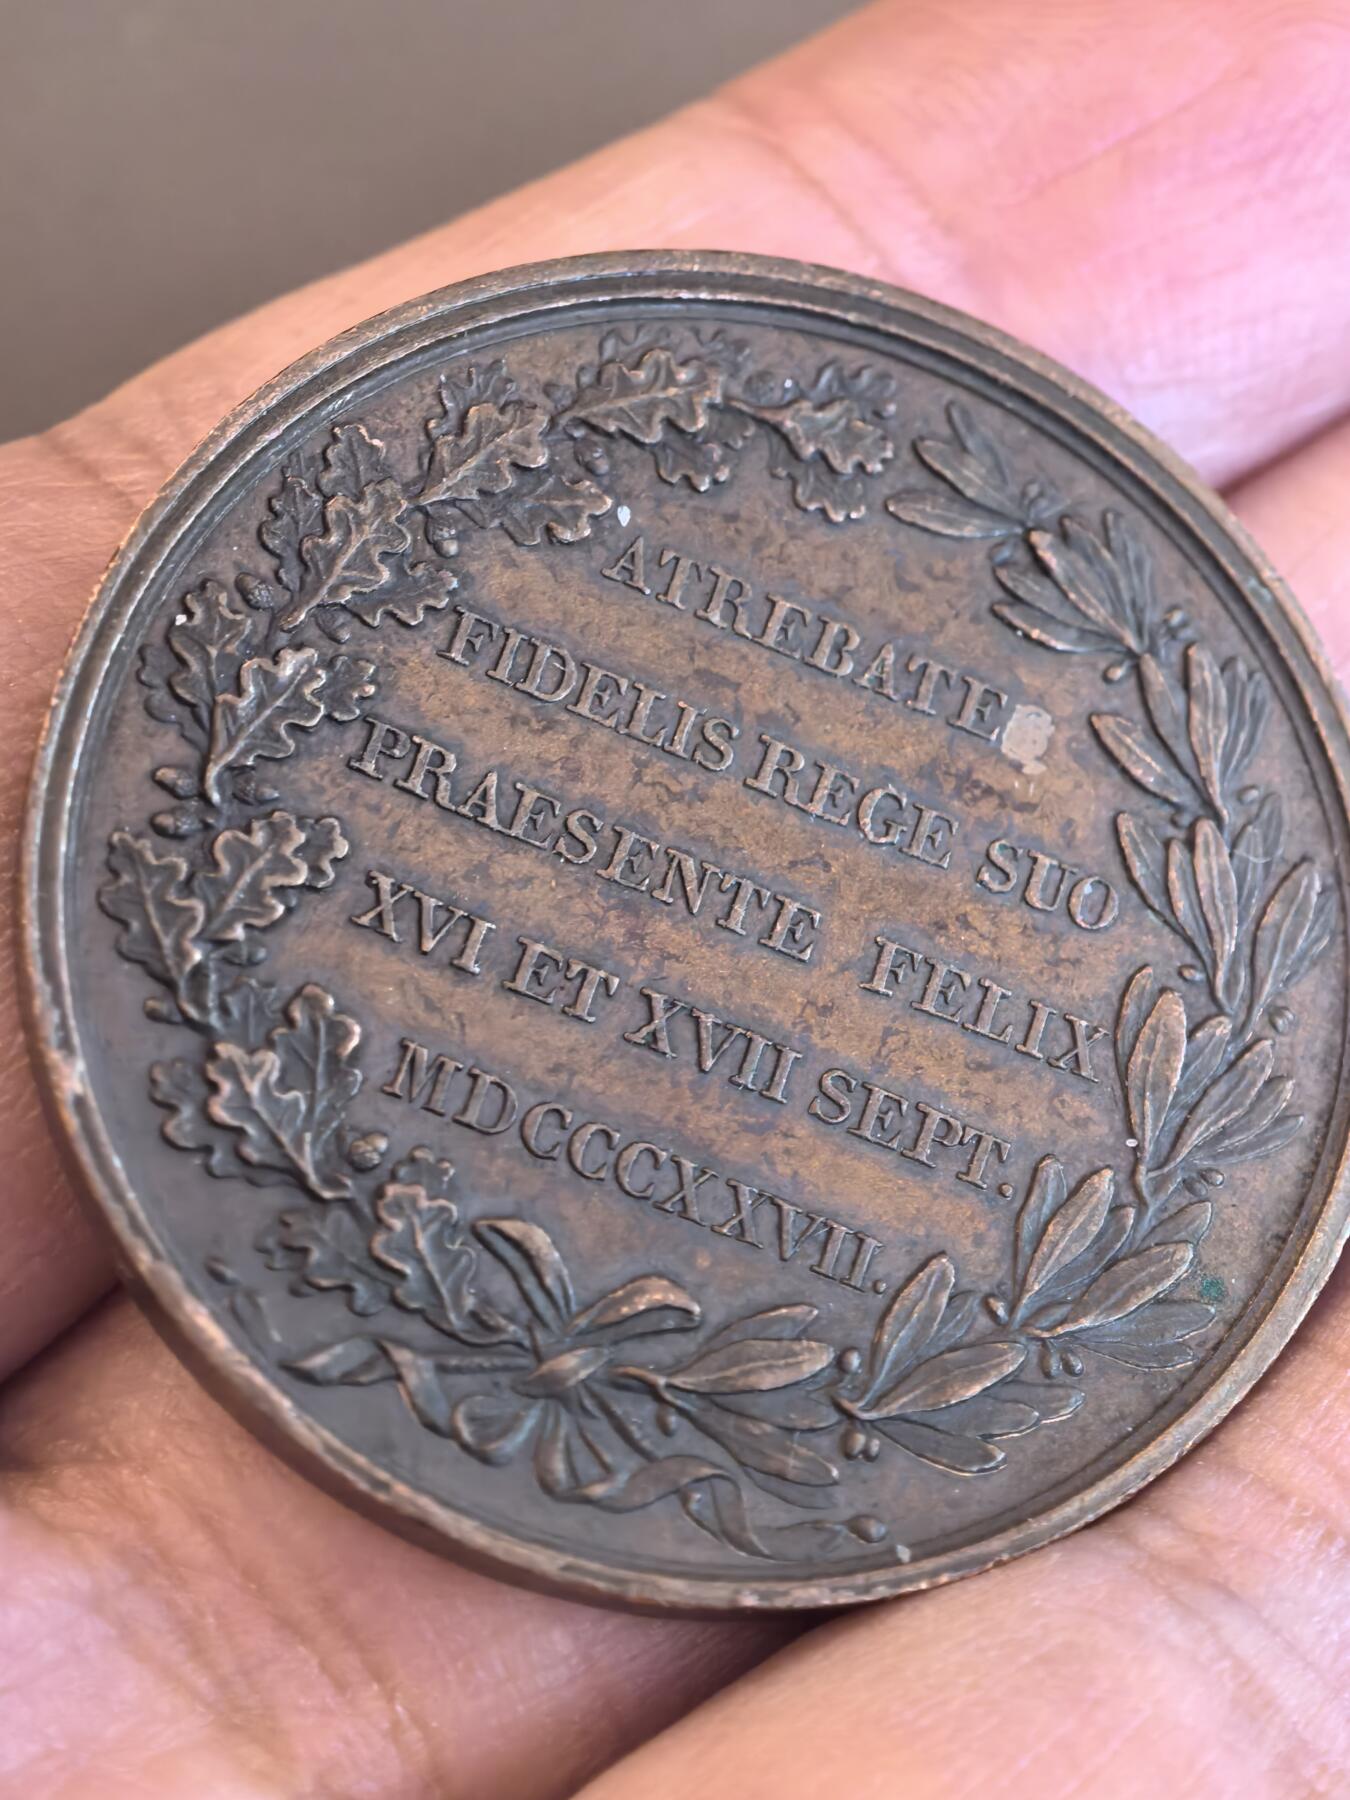 ATREBATE
FIDELIS REGE SUO
PRAESENTE FELIX
XVI ET XVII SEPT.
MDCCCXXVII.